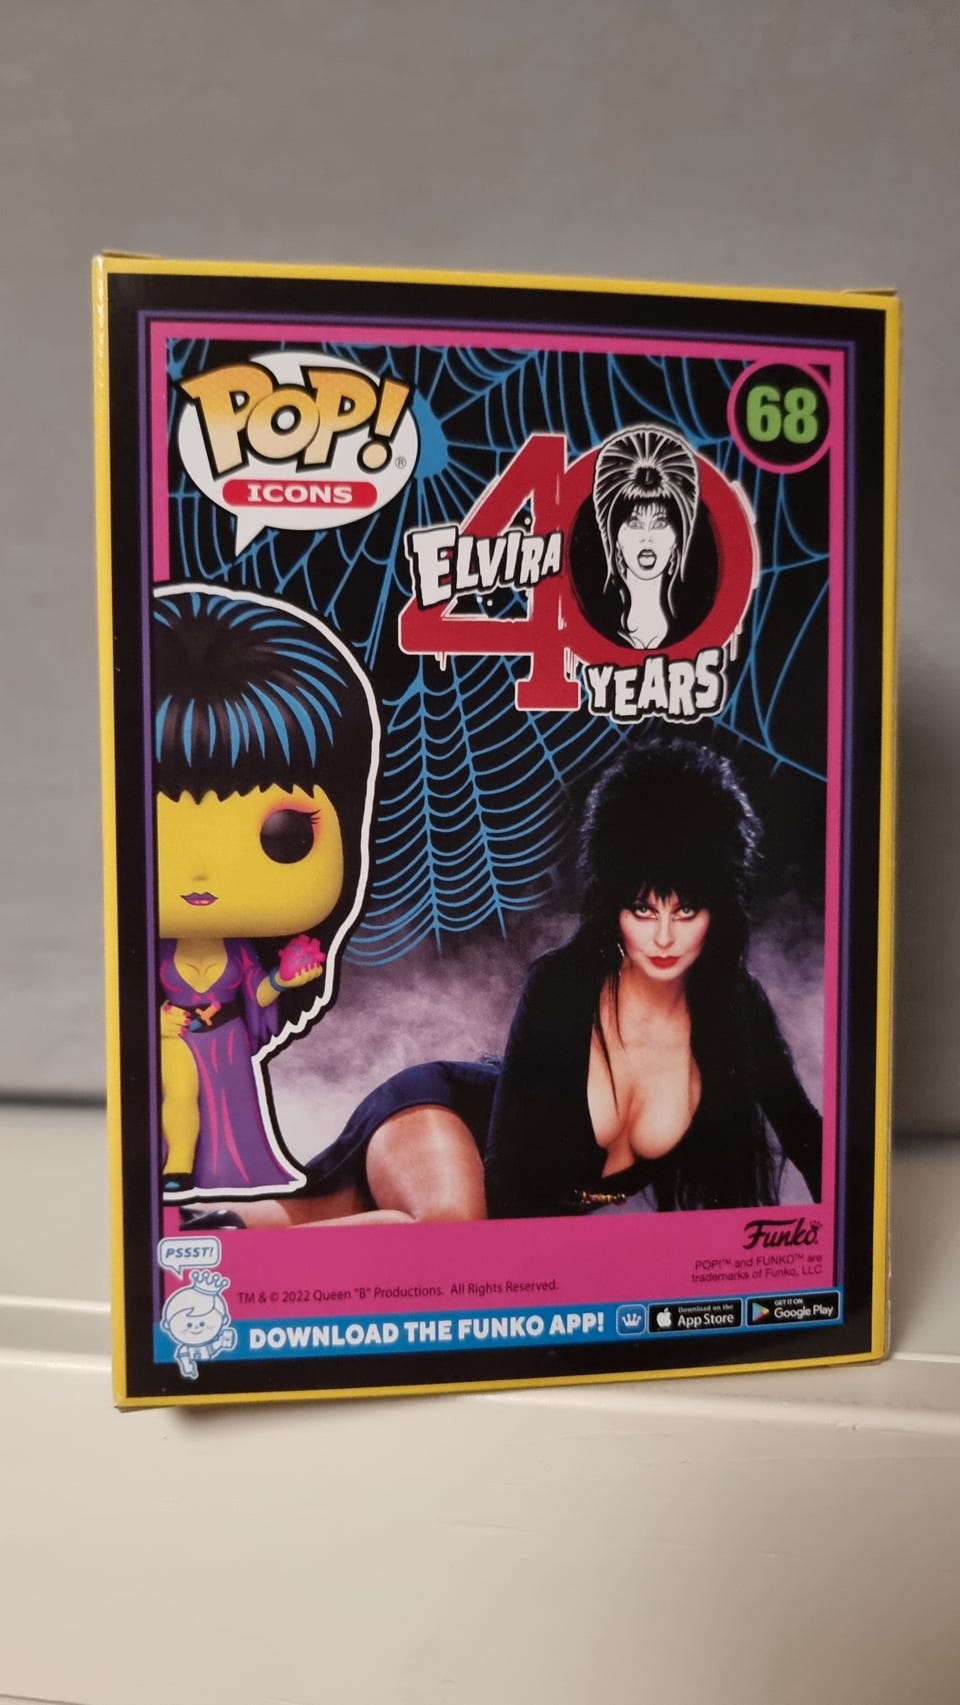 POP!®
ICONS
68
ELVIRA
40
YEARS
PSSST!
Funko
POP!™ and FUNKO™ are
trademarks of Funko, LLC
TM & © 2022 Queen "B" Productions. All Rights Reserved.
DOWNLOAD THE FUNKO APP!
Download on the
App Store
GET IT ON
Google Play